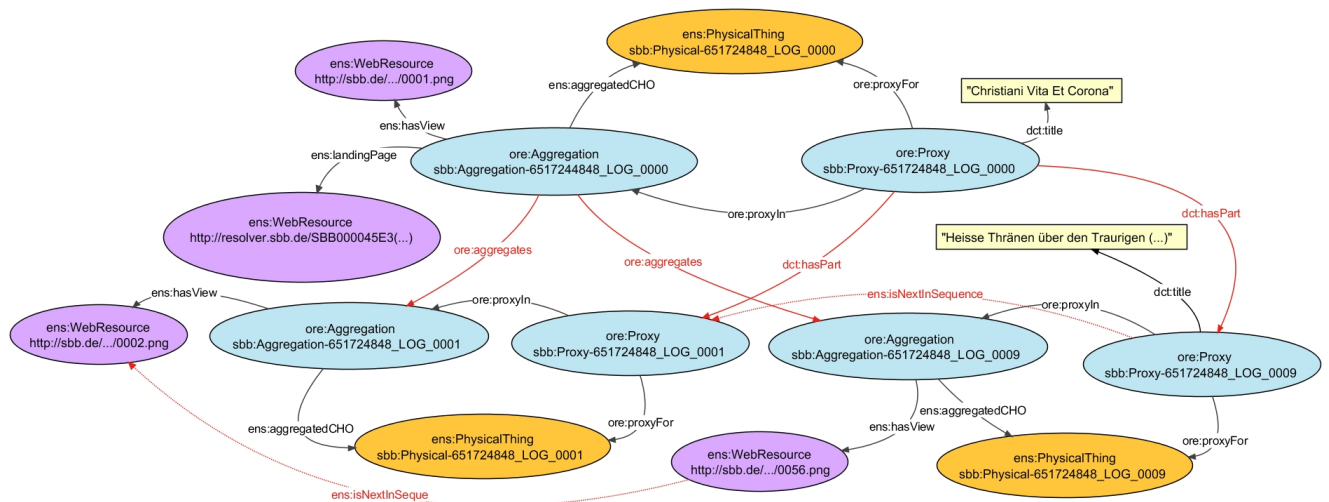 ens:PhysicalThing
sbb:Physical-651724848_LOG_0000
ens:WebResource
http://sbb.de/.../0001.png
ens:aggregatedCHO
ore:proxyFor
"Christiani Vita Et Corona"
ens:hasView
dct:title
ens:landingPage
ore:Aggregation
sbb:Aggregation-6517244848_LOG_0000
ore:Proxy
sbb:Proxy-651724848_LOG_0000
ore:proxyIn
dct:hasPart
ens:WebResource
http://resolver.sbb.de/SBB000045E3(...)
"Heisse Thränen über den Traurigen (...)"
ore:aggregates
ore:aggregates
dct:hasPart
ens:hasView
ore:proxyIn
ens:isNextInSequence
ore:proxyIn
dct:title
ens:WebResource
http://sbb.de/.../0002.png
ore:Aggregation
sbb:Aggregation-651724848_LOG_0001
ore:Proxy
sbb:Proxy-651724848_LOG_0001
ore:Aggregation
sbb:Aggregation-651724848_LOG_0009
ore:Proxy
sbb:Proxy-651724848_LOG_0009
ens:aggregatedCHO
ore:proxyFor
ens:aggregatedCHO
ens:hasView
ore:proxyFor
ens:PhysicalThing
sbb:Physical-651724848_LOG_0001
ens:WebResource
http://sbb.de/.../0056.png
ens:PhysicalThing
sbb:Physical-651724848_LOG_0009
ens:isNextInSeque